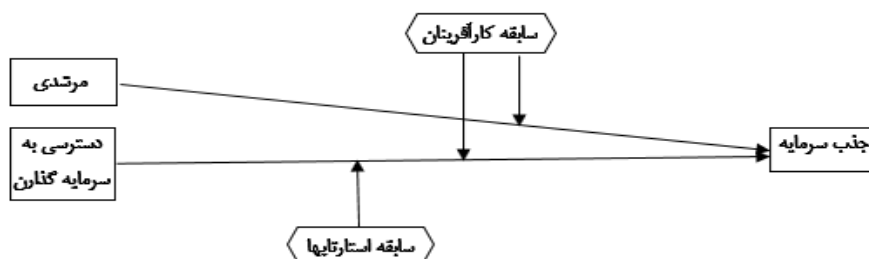 سابقه کارآفرینان
مرشدی
دسترسی به
سرمایه گذارن
جذب سرمایه
سابقه استارتاپها